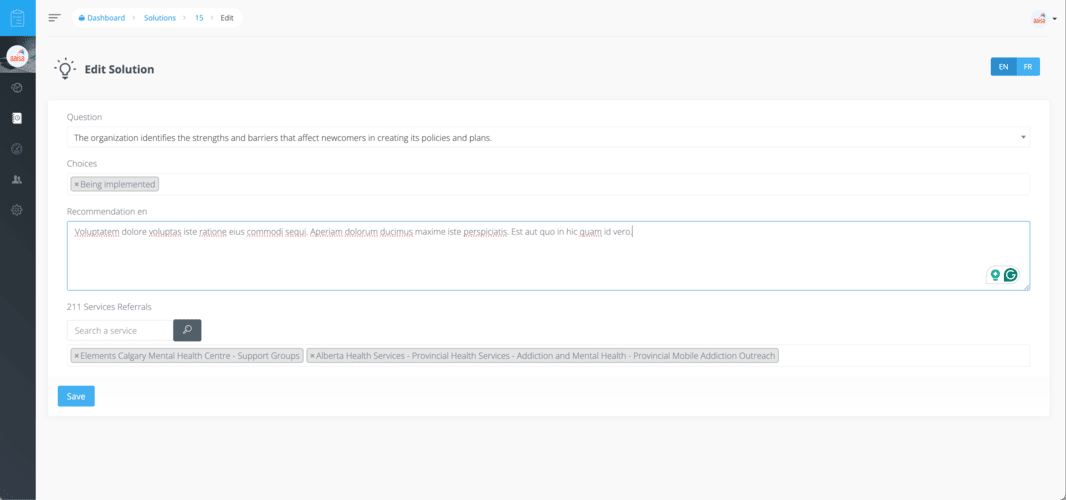 Dashboard > Solutions > 15 > Edit
aaisa
aaisa
Edit Solution
EN FR
Question
The organization identifies the strengths and barriers that affect newcomers in creating its policies and plans.
Choices
× Being implemented
Recommendation en
Voluptatem dolore voluptas iste ratione eius commodi sequi. Aperiam dolorum ducimus maxime iste perspiciatis. Est aut quo in hic quam id vero.
211 Services Referrals
Search a service
× Elements Calgary Mental Health Centre - Support Groups × Alberta Health Services - Provincial Health Services - Addiction and Mental Health - Provincial Mobile Addiction Outreach
Save